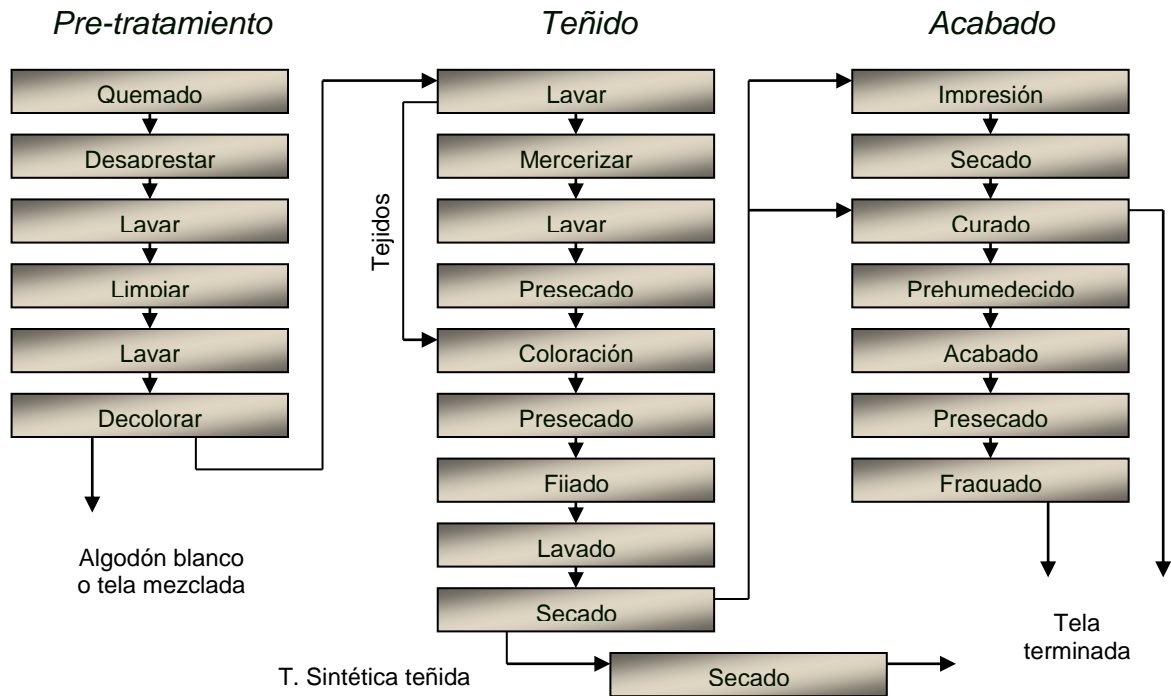 Pre-tratamiento
Quemado
Desaprestar
Lavar
Limpiar
Lavar
Decolorar
Algodón blanco
o tela mezclada
Teñido
Lavar
Mercerizar
Lavar
Presecado
Coloración
Presecado
Fijado
Lavado
Secado
Tejidos
T. Sintética teñida
Secado
Acabado
Impresión
Secado
Curado
Prehumedecido
Acabado
Presecado
Fraguado
Tela
terminada